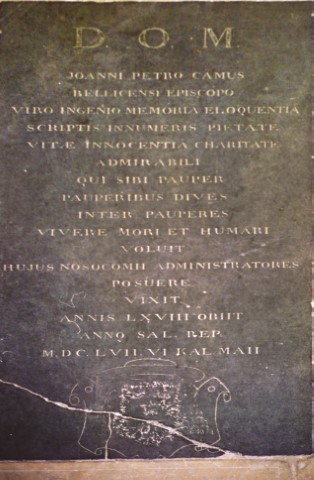 D. O. M.
JOANNI PETRO CAMUS
BELLICENSI EPISCOPO
VIRO INGENIO MEMORIA ELOQUENTIA
SCRIPTIS INNUMERIS PIETATE
VITÆ INNOCENTIA CHARITATE
ADMIRABILI
QUI SIBI PAUPER
PAUPERIBUS DIVES
INTER PAUPERES
VIVERE MORI ET HUMARI
VOLUIT
HUJUS NOSOCOMII ADMINISTRATORES
POSUERE
VIXIT
ANNIS LXVIII OBIIT
ANNO SAL. REP.
M.DC.LVII.VI KAL.MAII